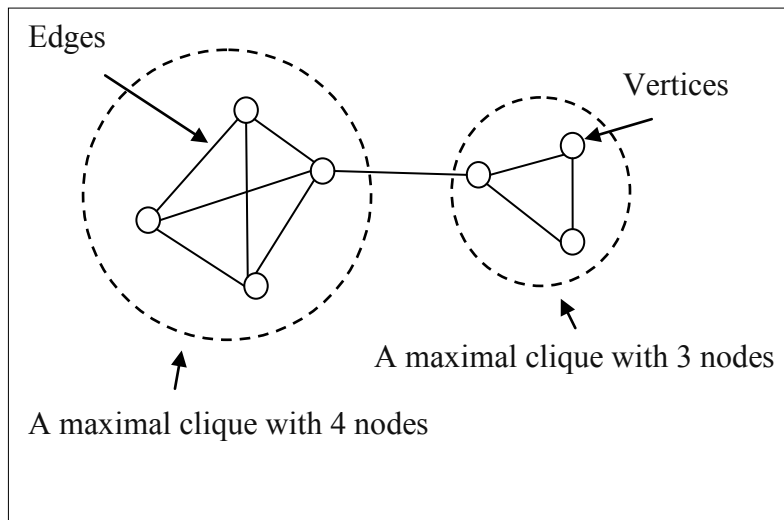 Edges
Vertices
A maximal clique with 3 nodes
A maximal clique with 4 nodes